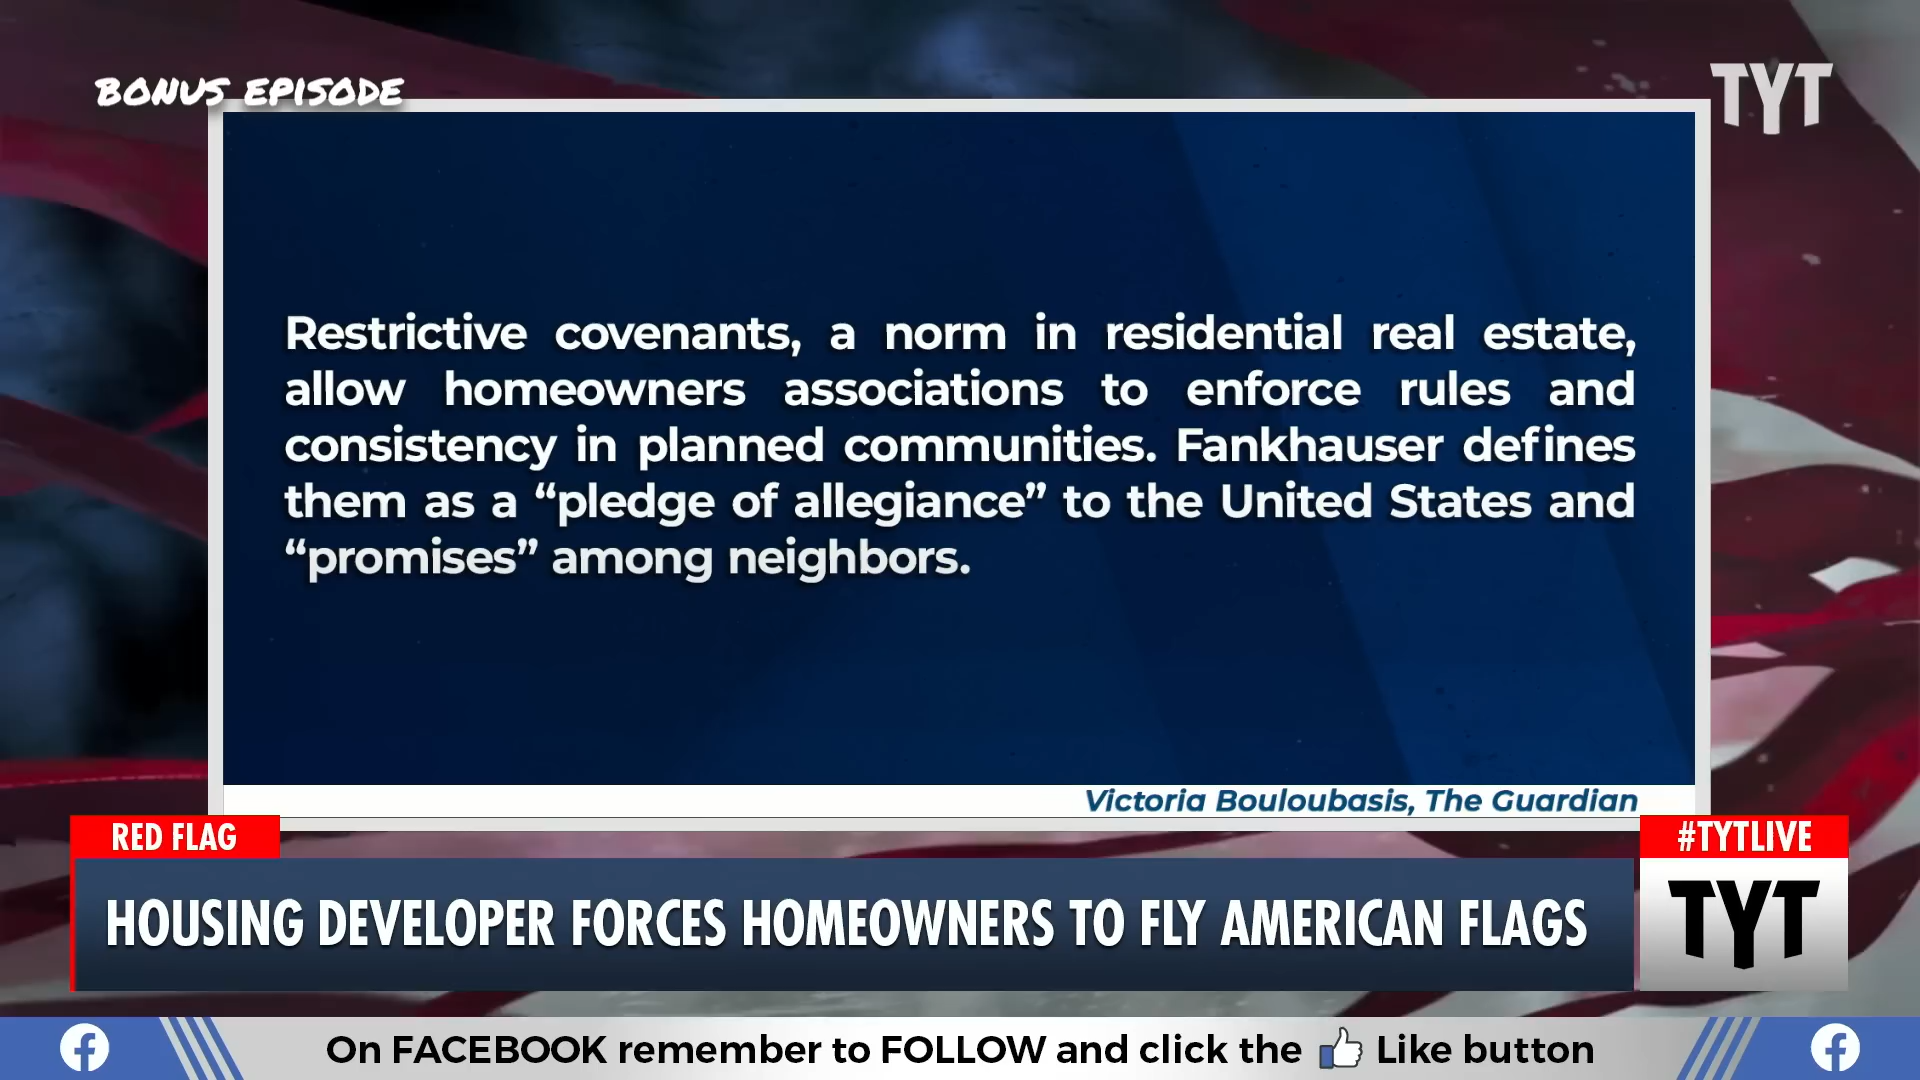 BONUS EPISODE
TYT
Restrictive covenants, a norm in residential real estate,
allow homeowners associations to enforce rules and
consistency in planned communities. Fankhauser defines
them as a “pledge of allegiance” to the United States and
“promises” among neighbors.
Victoria Bouloubasis, The Guardian
RED FLAG
#TYTLIVE
HOUSING DEVELOPER FORCES HOMEOWNERS TO FLY AMERICAN FLAGS
TYT
On FACEBOOK remember to FOLLOW and click the Like button